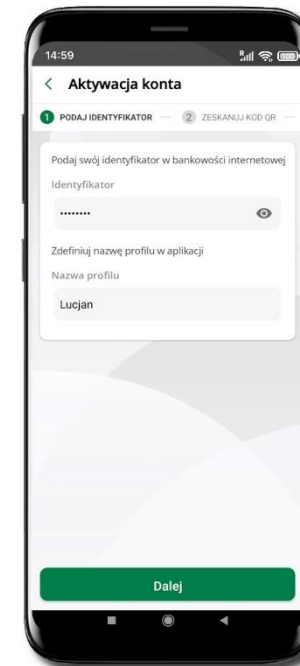 14:59
Aktywacja konta
1 PODAJ IDENTYFIKATOR
2 ZESKANUJ KOD QR
Podaj swój identyfikator w bankowości internetowej
Identyfikator
••••••••
Zdefiniuj nazwę profilu w aplikacji
Nazwa profilu
Lucjan
Dalej